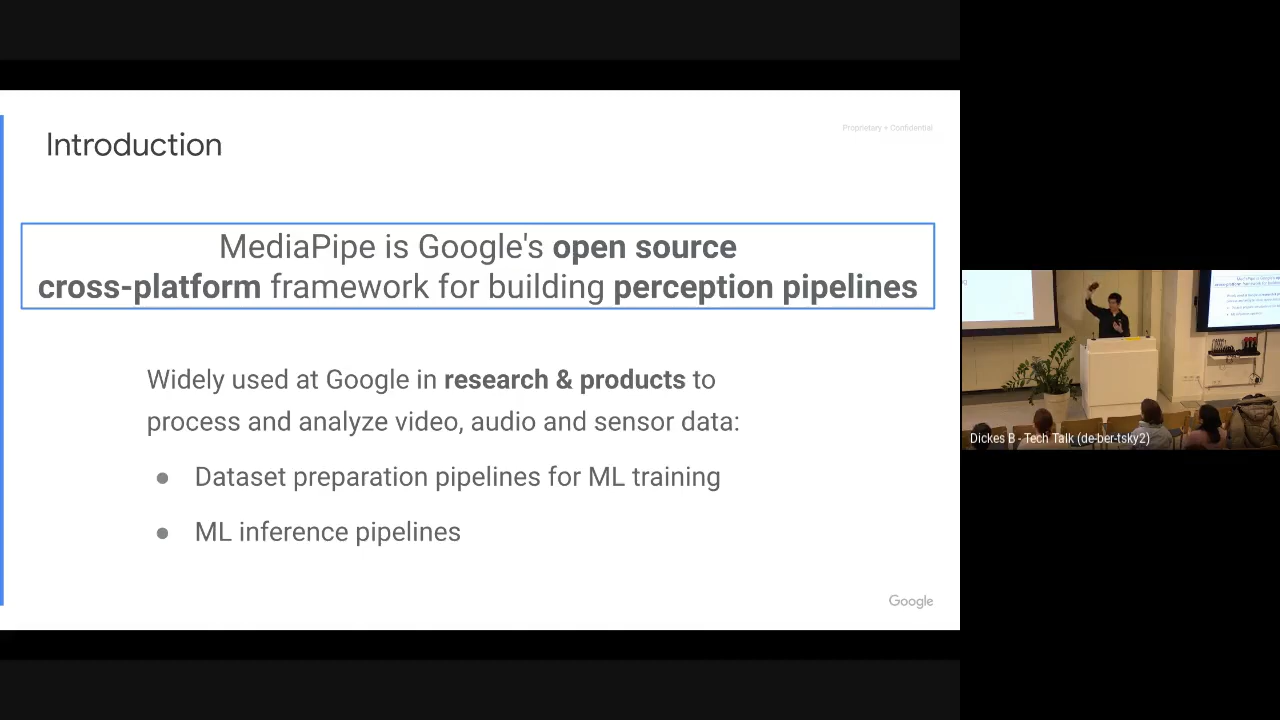 Introduction
Proprietary + Confidential
MediaPipe is Google's open source
cross-platform framework for building perception pipelines
Widely used at Google in research & products to
process and analyze video, audio and sensor data:
● Dataset preparation pipelines for ML training
● ML inference pipelines
Google
Dickes B - Tech Talk (de-ber-tsky2)